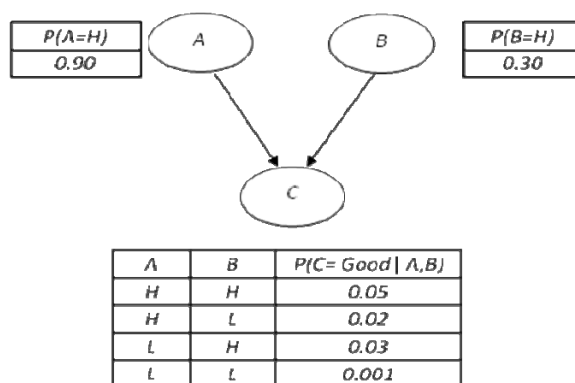 P(A=H)
0.90
A
B
P(B=H)
0.30
C
A B P(C= Good | A,B)
H H 0.05
H L 0.02
L H 0.03
L L 0.001